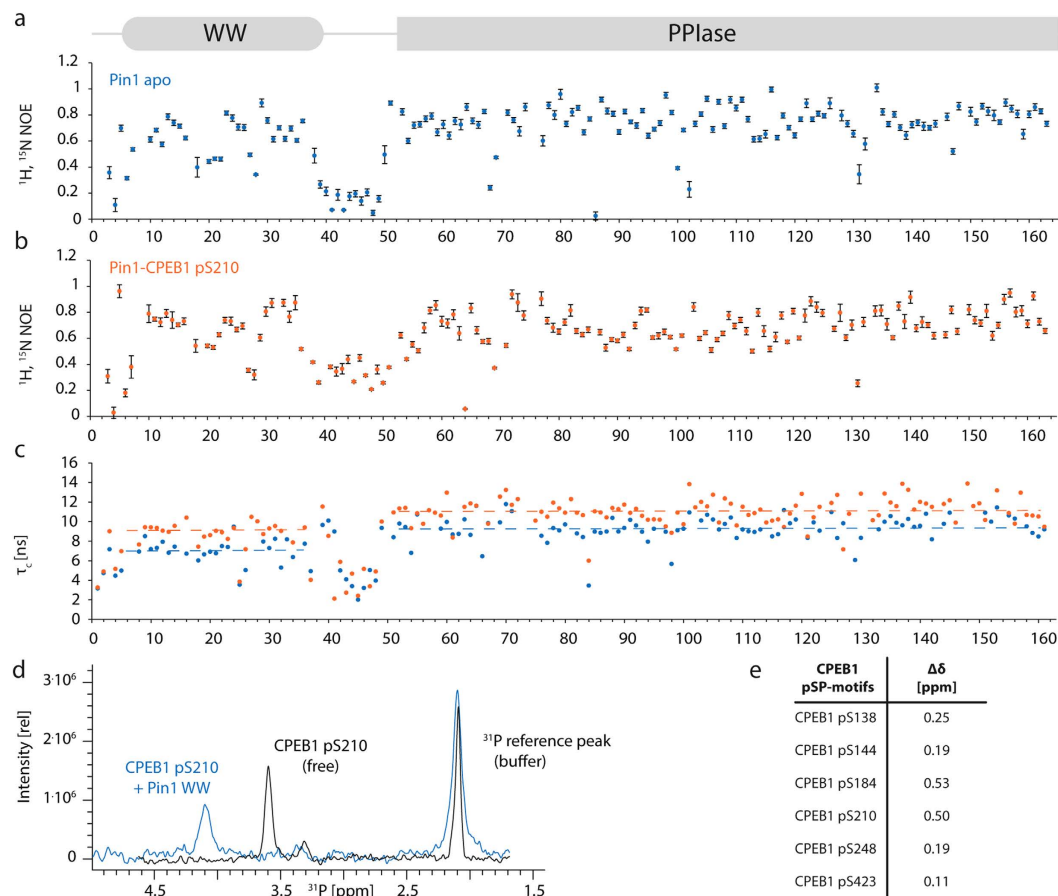 a
WW
PPIase
Pin1 apo
¹H, ¹⁵N NOE
1.2
1
0.8
0.6
0.4
0.2
0
0 10 20 30 40 50 60 70 80 90 100 110 120 130 140 150 160
b
Pin1-CPEB1 pS210
¹H, ¹⁵N NOE
1.2
1
0.8
0.6
0.4
0.2
0
0 10 20 30 40 50 60 70 80 90 100 110 120 130 140 150 160
c
τc [ns]
16
14
12
10
8
6
4
2
0
0 10 20 30 40 50 60 70 80 90 100 110 120 130 140 150 160
d
Intensity [rel]
3·10⁶
2·10⁶
1·10⁶
0
CPEB1 pS210
+ Pin1 WW
CPEB1 pS210
(free)
³¹P reference peak
(buffer)
4.5 3.5 2.5 1.5
³¹P [ppm]
e
CPEB1 Δδ
pSP-motifs [ppm]
CPEB1 pS138 0.25
CPEB1 pS144 0.19
CPEB1 pS184 0.53
CPEB1 pS210 0.50
CPEB1 pS248 0.19
CPEB1 pS423 0.11